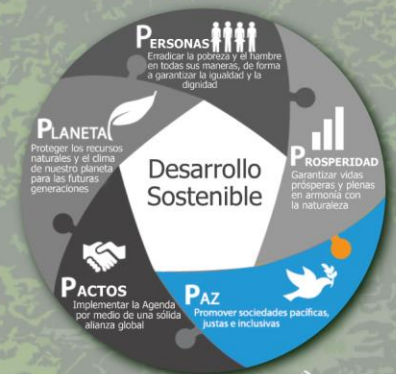 PERSONAS
Erradicar la pobreza y el hambre
en todas sus maneras, de forma
a garantizar la igualdad y la
dignidad
PLANETA
Proteger los recursos
naturales y el clima
de nuestro planeta
para las futuras
generaciones
Desarrollo
Sostenible
PROSPERIDAD
Garantizar vidas
prósperas y plenas
en armonía con
la naturaleza
PACTOS
Implementar la Agenda
por medio de una sólida
alianza global
PAZ
Promover sociedades pacíficas,
justas e inclusivas